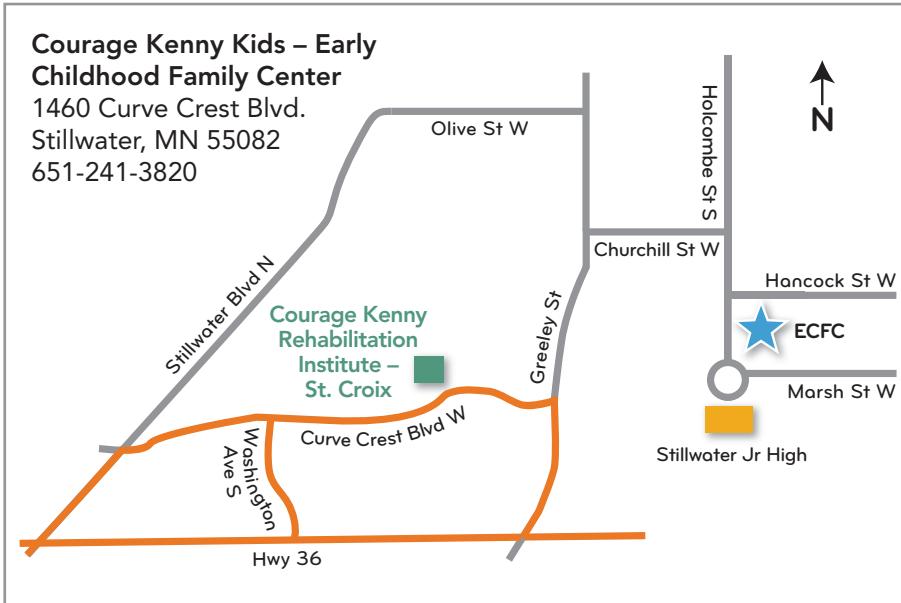 Courage Kenny Kids – Early
Childhood Family Center
1460 Curve Crest Blvd.
Stillwater, MN 55082
651-241-3820
Olive St W
Holcombe St S
N
Churchill St W
Stillwater Blvd N
Hancock St W
Greeley St
ECFC
Courage Kenny
Rehabilitation
Institute –
St. Croix
Marsh St W
Curve Crest Blvd W
Washington
Ave S
Stillwater Jr High
Hwy 36